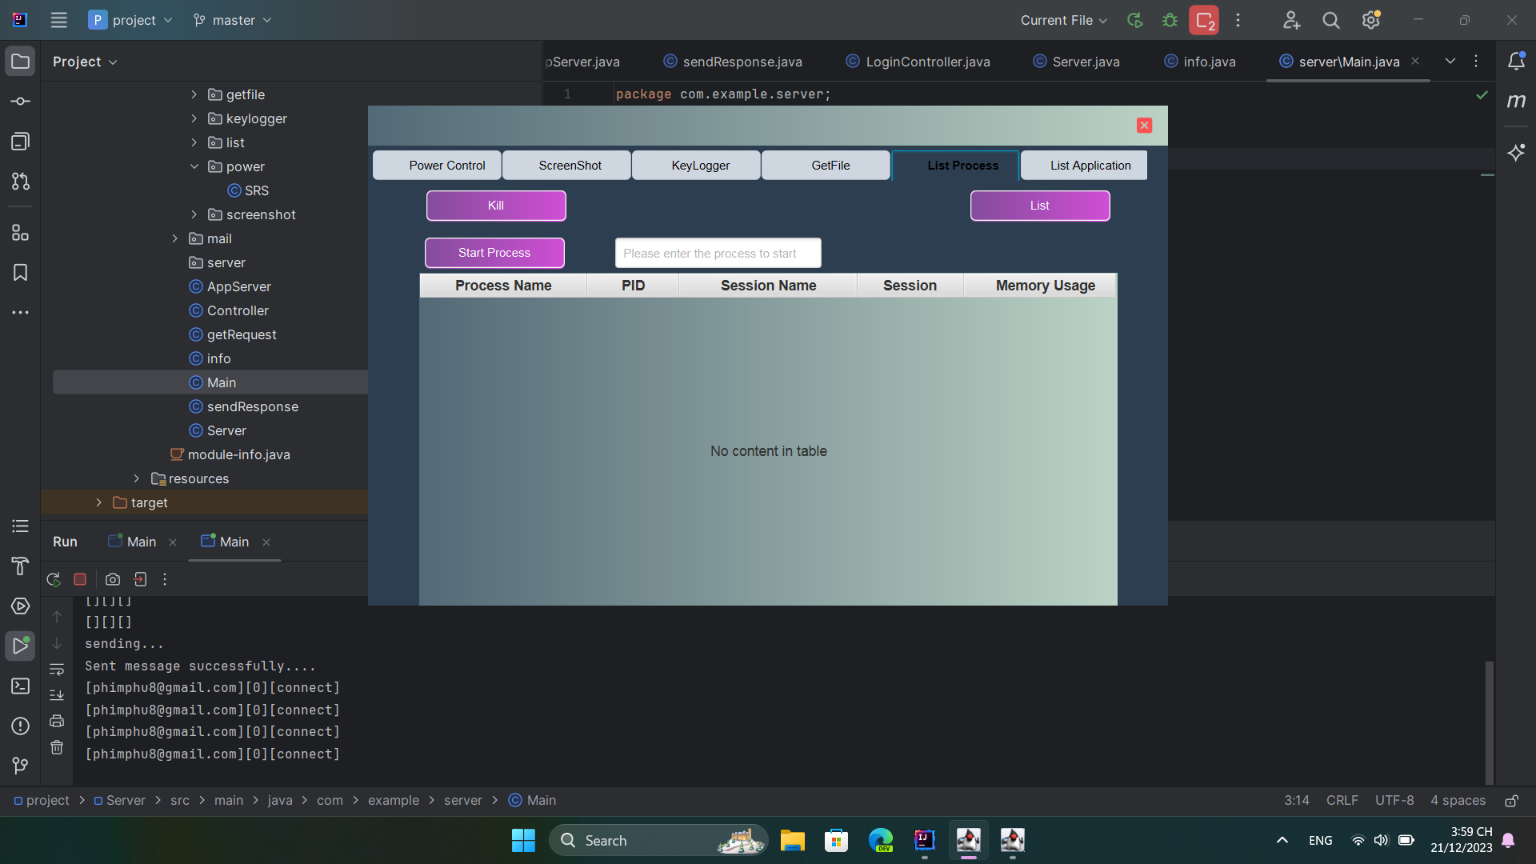 P project
master
Current File
2
Project
pServer.java
sendResponse.java
LoginController.java
Server.java
info.java
server\Main.java
getfile
keylogger
list
power
SRS
screenshot
mail
server
AppServer
Controller
getRequest
info
Main
sendResponse
Server
module-info.java
resources
target
1 package com.example.server;
m
Power Control
ScreenShot
KeyLogger
GetFile
List Process
List Application
Kill
List
Start Process
Please enter the process to start
Process Name
PID
Session Name
Session
Memory Usage
No content in table
Run
Main
Main
[][][]
[][][]
sending...
Sent message successfully....
[phimphu8@gmail.com][0][connect]
[phimphu8@gmail.com][0][connect]
[phimphu8@gmail.com][0][connect]
[phimphu8@gmail.com][0][connect]
project > Server > src > main > java > com > example > server > Main
3:14 CRLF UTF-8 4 spaces
Search
DEV
ENG
3:59 CH
21/12/2023